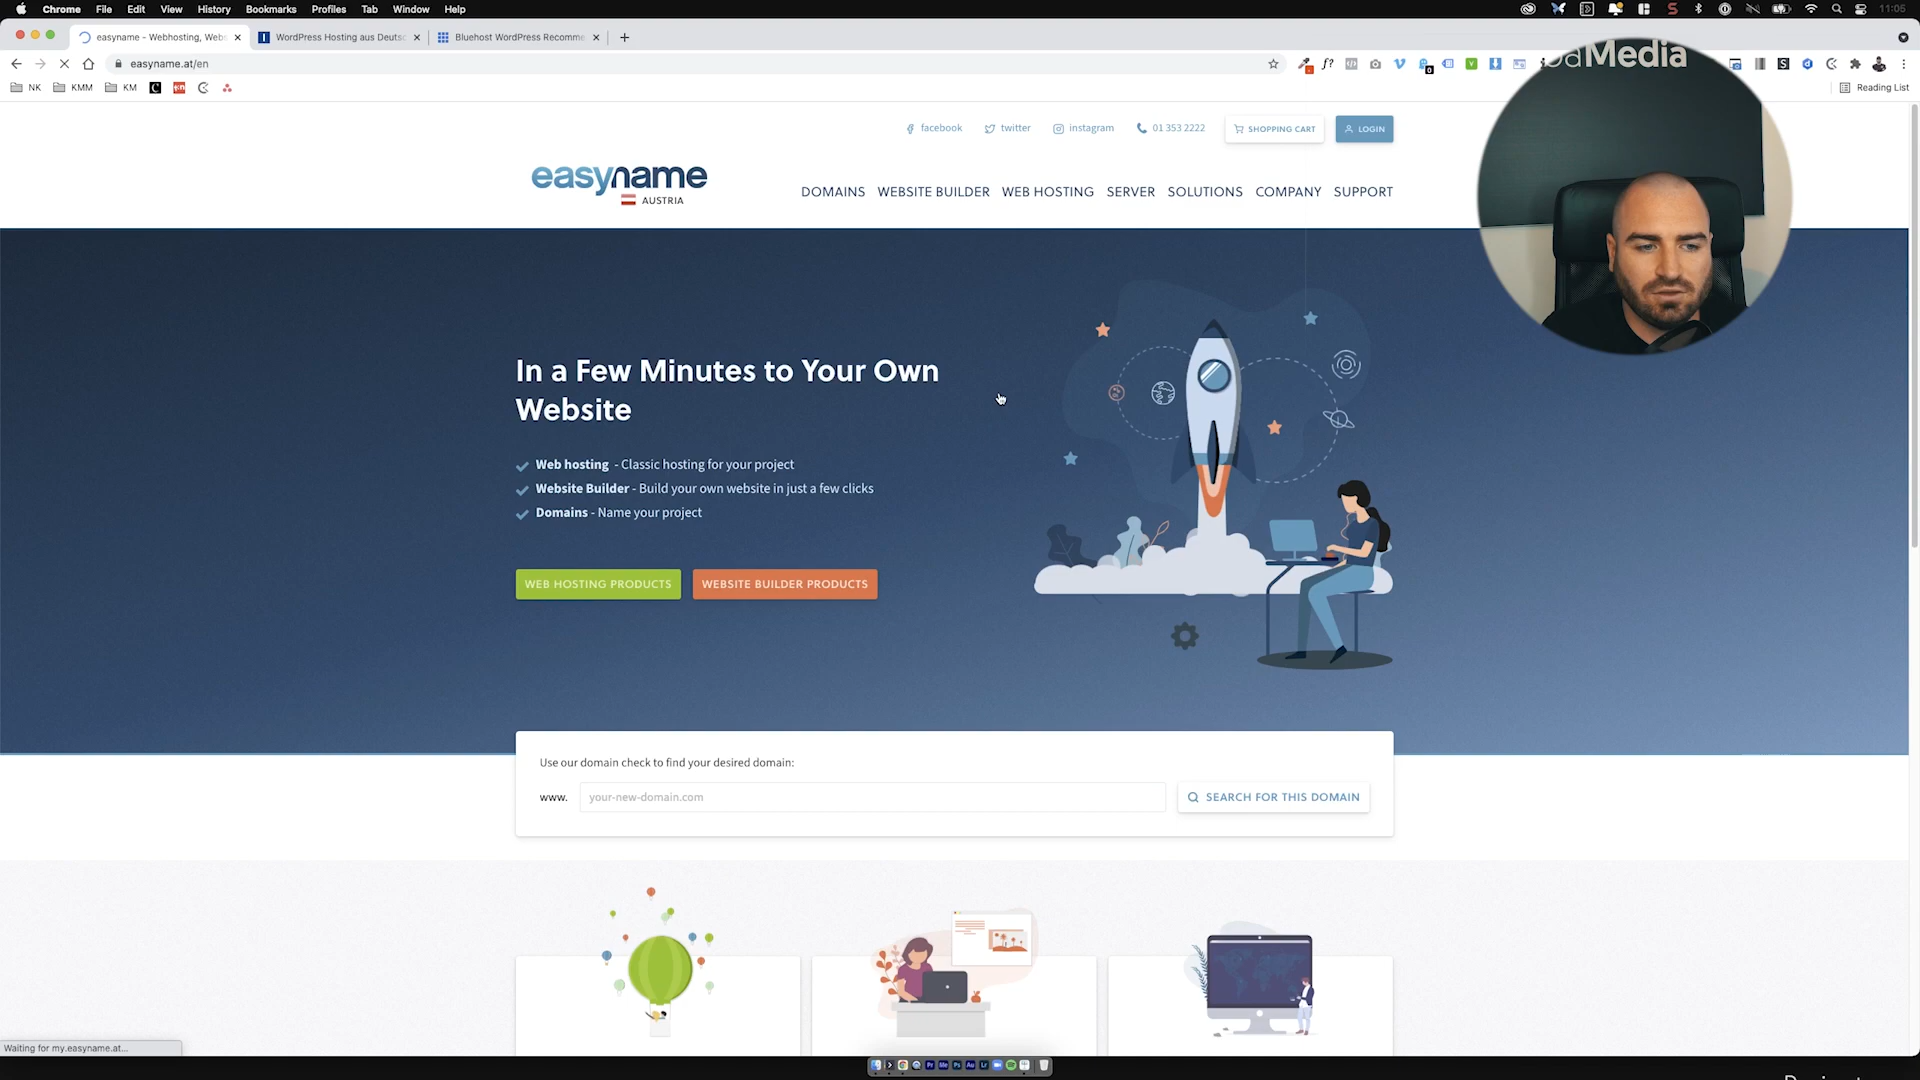 Chrome File Edit View History Bookmarks Profiles Tab Window Help 11:05
easyname - Webhosting, Webs WordPress Hosting aus Deutsc Bluehost WordPress Recomme
easyname.at/en
NK KMM KM Reading List
Media
facebook twitter instagram 01 353 2222 SHOPPING CART LOGIN
easyname
AUSTRIA
DOMAINS WEBSITE BUILDER WEB HOSTING SERVER SOLUTIONS COMPANY SUPPORT
In a Few Minutes to Your Own
Website
Web hosting - Classic hosting for your project
Website Builder - Build your own website in just a few clicks
Domains - Name your project
WEB HOSTING PRODUCTS WEBSITE BUILDER PRODUCTS
Use our domain check to find your desired domain:
www. your-new-domain.com SEARCH FOR THIS DOMAIN
Waiting for my.easyname.at...